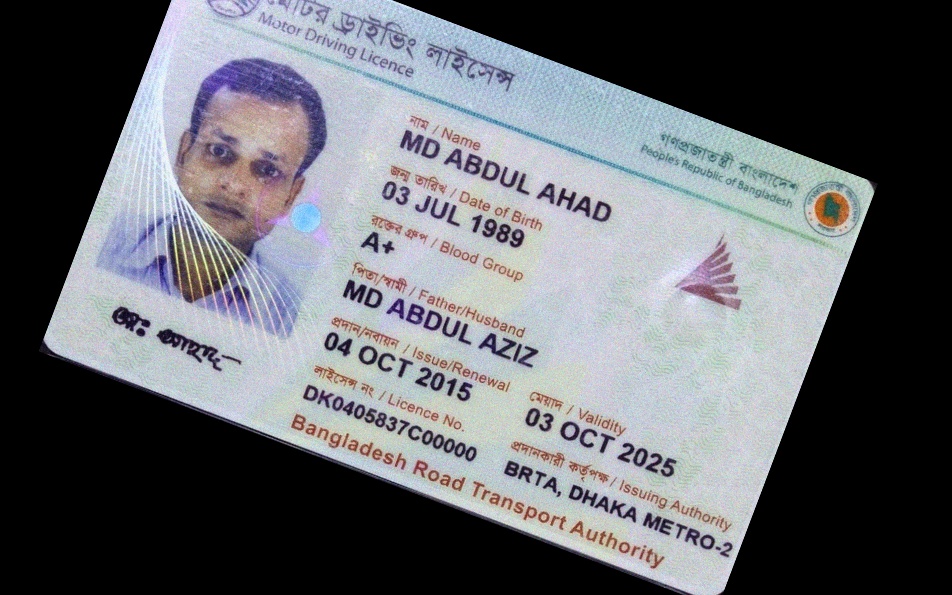 মোটর ড্রাইভিং লাইসেন্স
Motor Driving Licence
গণপ্রজাতন্ত্রী বাংলাদেশ
People's Republic of Bangladesh
নাম / Name
MD ABDUL AHAD
জন্ম তারিখ / Date of Birth
03 JUL 1989
রক্তের গ্রুপ / Blood Group
A+
পিতা/স্বামী / Father/Husband
MD ABDUL AZIZ
প্রদান/নবায়ন / Issue/Renewal
04 OCT 2015
মেয়াদ / Validity
03 OCT 2025
লাইসেন্স নং / Licence No.
DK0405837C00000
প্রদানকারী কর্তৃপক্ষ / Issuing Authority
BRTA, DHAKA METRO-2
Bangladesh Road Transport Authority
মোঃ আহাদ